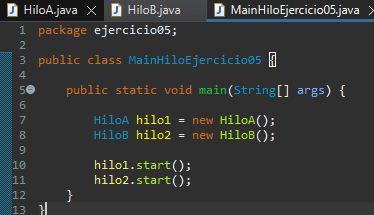 HiloA.java HiloB.java MainHiloEjercicio05.java
1 package ejercicio05;
2
3 public class MainHiloEjercicio05 {
4
5 public static void main(String[] args) {
6
7 HiloA hilo1 = new HiloA();
8 HiloB hilo2 = new HiloB();
9
10 hilo1.start();
11 hilo2.start();
12 }
13 }